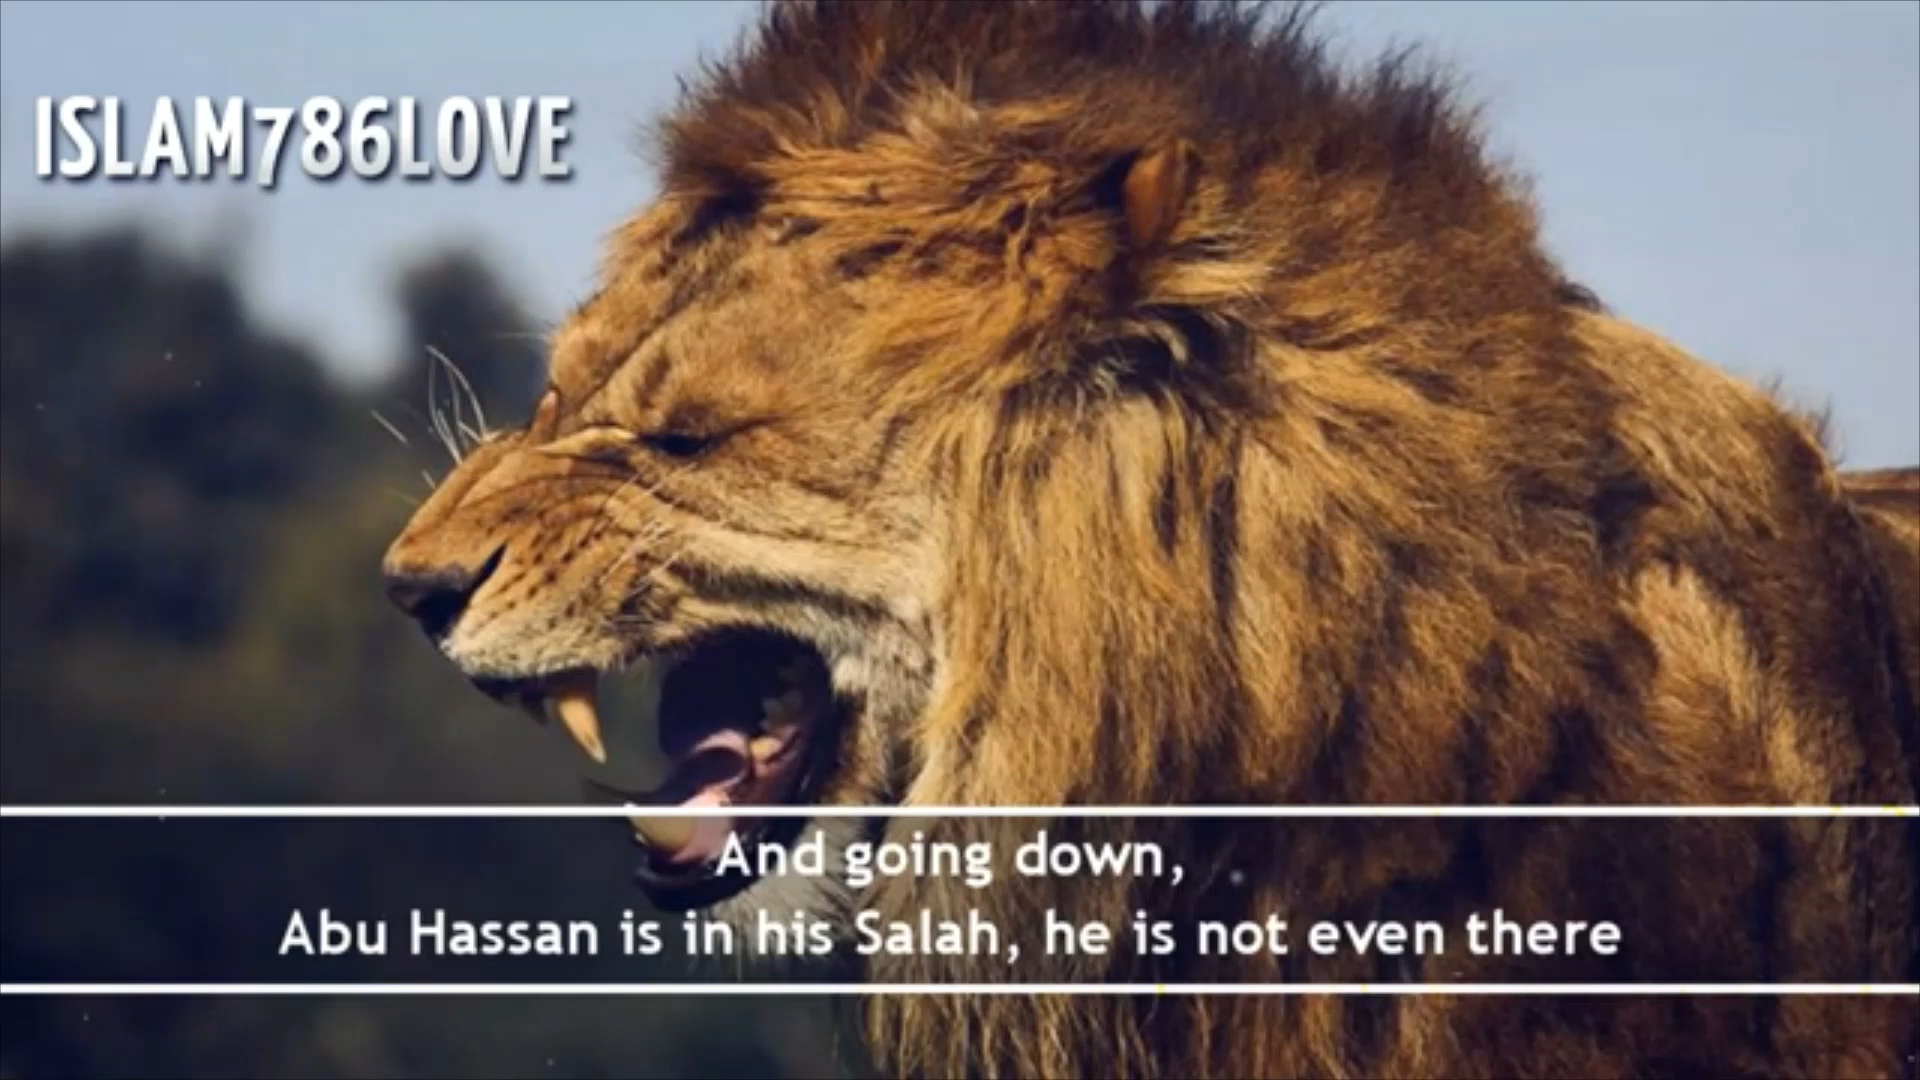 ISLAM786LOVE
And going down,
Abu Hassan is in his Salah, he is not even there